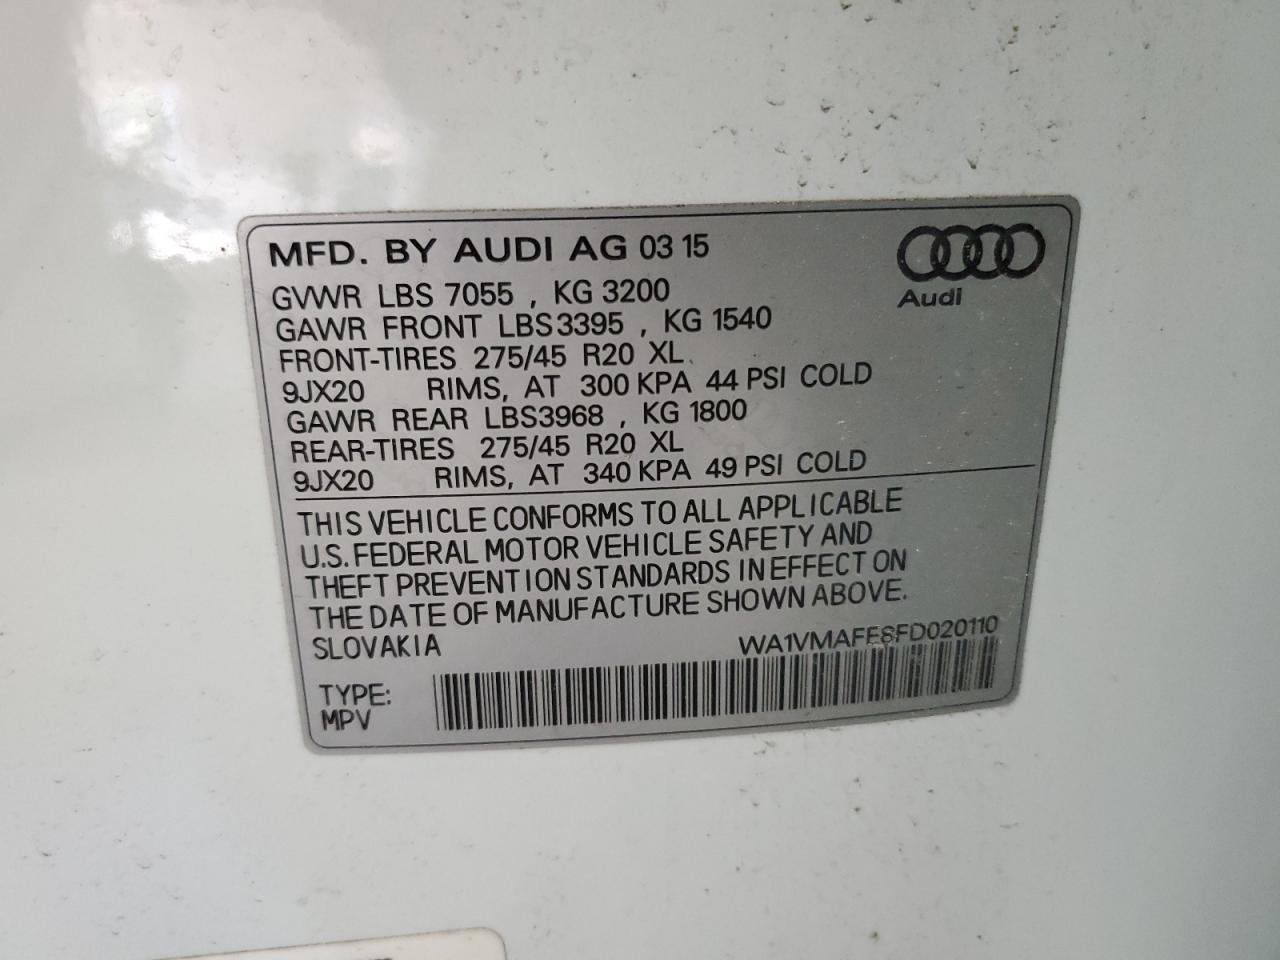 MFD. BY AUDI AG 03 15
Audi
GVWR LBS 7055 , KG 3200
GAWR FRONT LBS3395 , KG 1540
FRONT-TIRES 275/45 R20 XL
9JX20 RIMS, AT 300 KPA 44 PSI COLD
GAWR REAR LBS3968 , KG 1800
REAR-TIRES 275/45 R20 XL
9JX20 RIMS, AT 340 KPA 49 PSI COLD
THIS VEHICLE CONFORMS TO ALL APPLICABLE
U.S. FEDERAL MOTOR VEHICLE SAFETY AND
THEFT PREVENTION STANDARDS IN EFFECT ON
THE DATE OF MANUFACTURE SHOWN ABOVE.
SLOVAKIA WA1VMAFE8FD020110
TYPE:
MPV